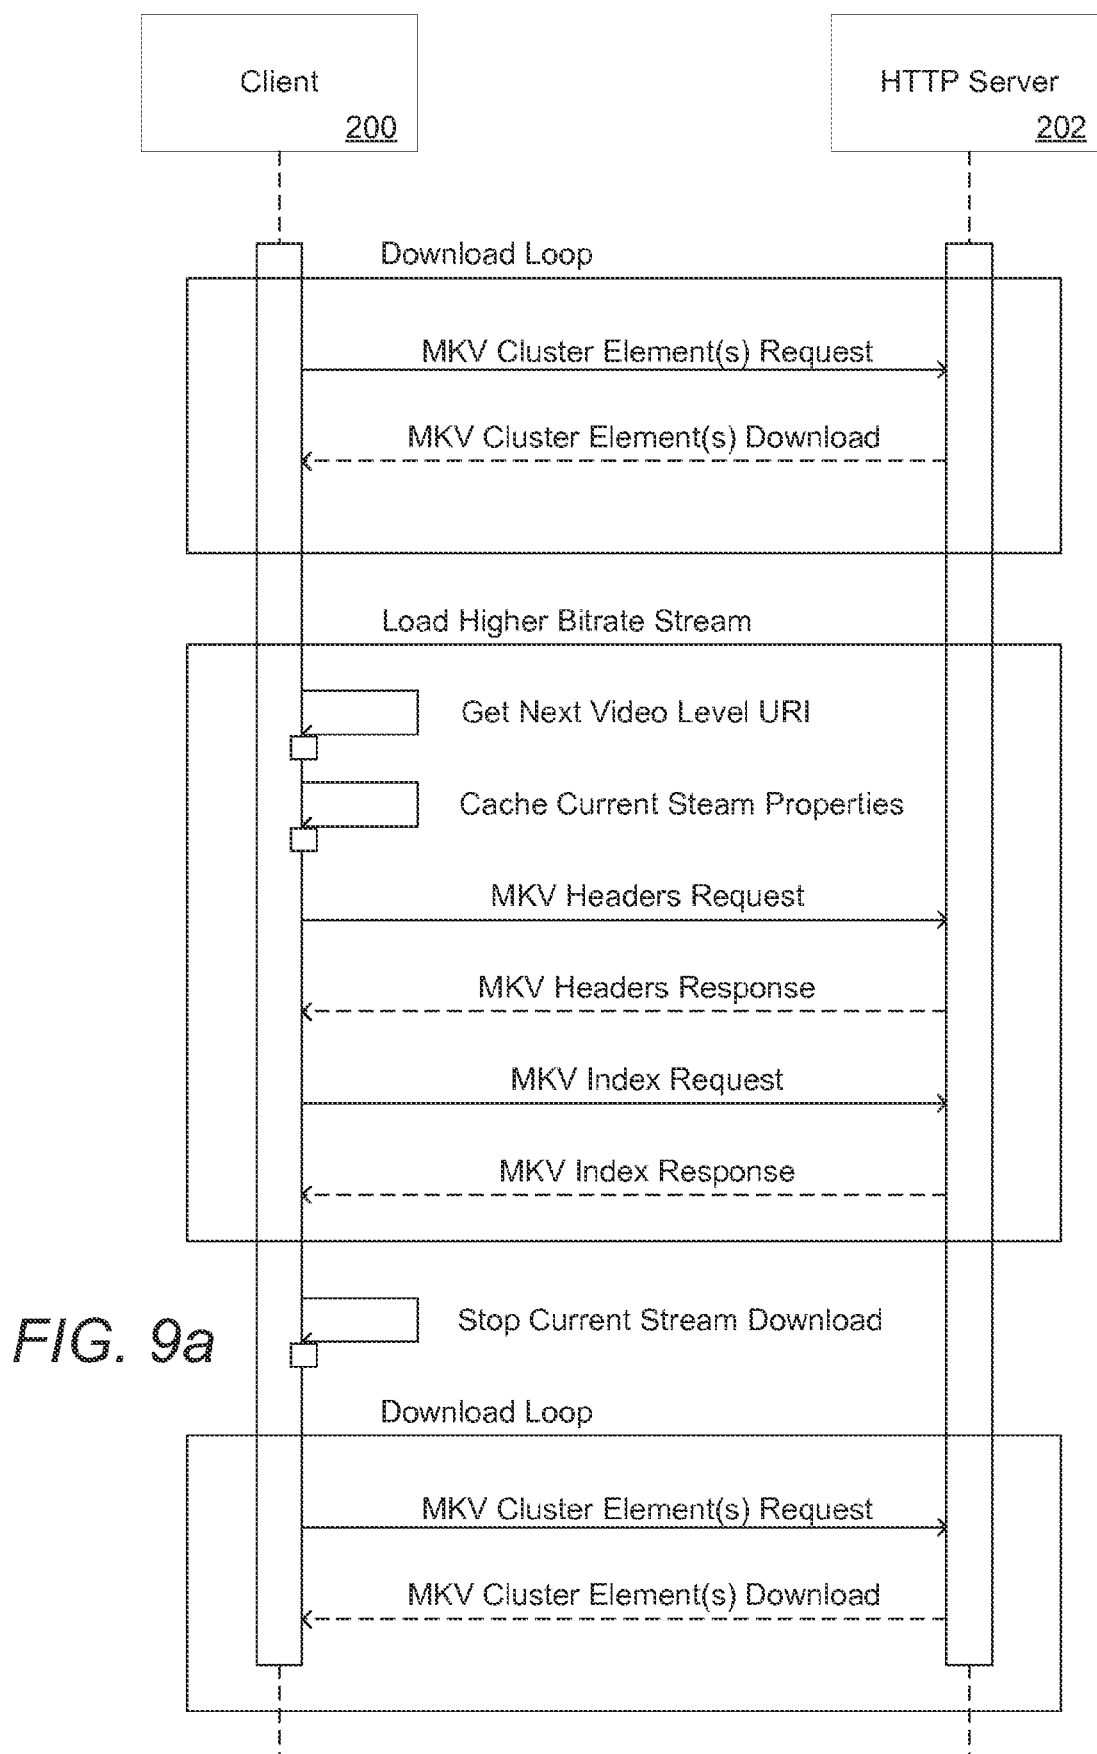 Client
200
HTTP Server
202
Download Loop
MKV Cluster Element(s) Request
MKV Cluster Element(s) Download
Load Higher Bitrate Stream
Get Next Video Level URI
Cache Current Steam Properties
MKV Headers Request
MKV Headers Response
MKV Index Request
MKV Index Response
Stop Current Stream Download
FIG. 9a
Download Loop
MKV Cluster Element(s) Request
MKV Cluster Element(s) Download